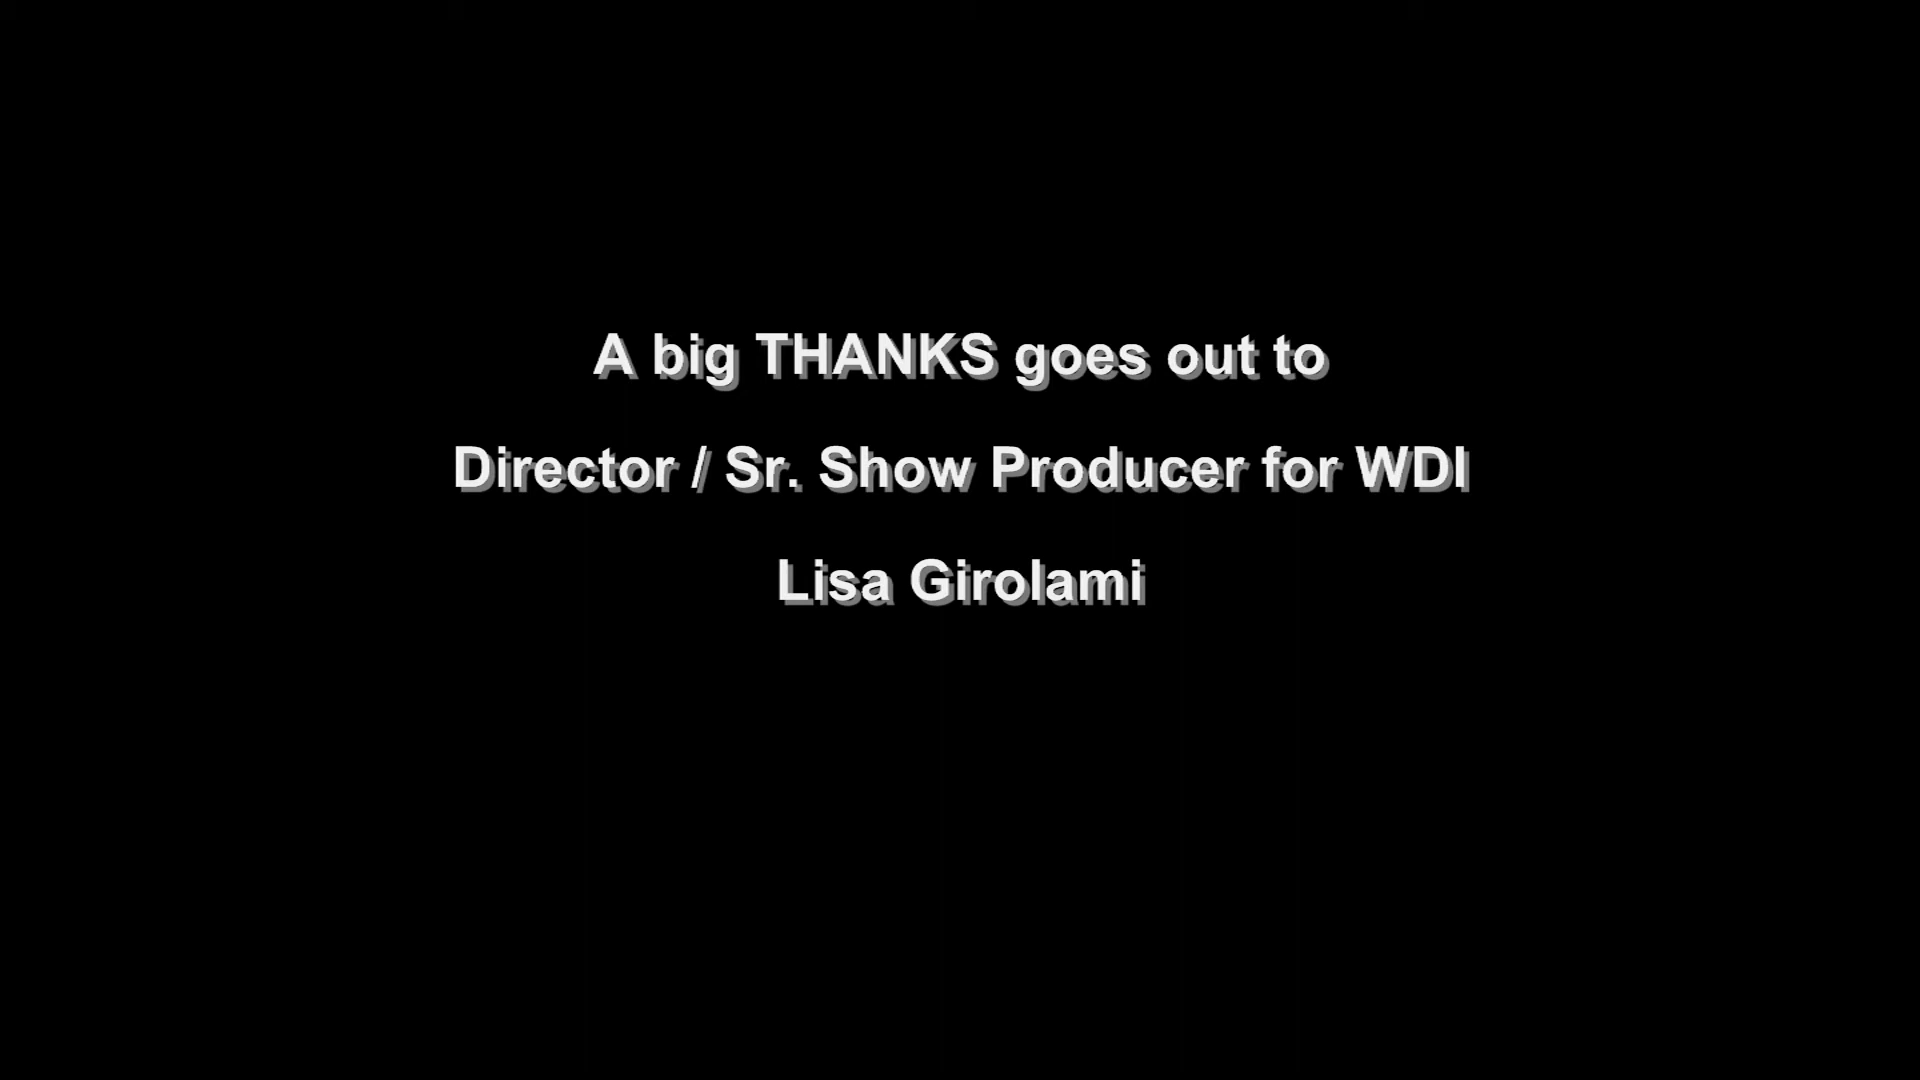 A big THANKS goes out to
Director / Sr. Show Producer for WDI
Lisa Girolami